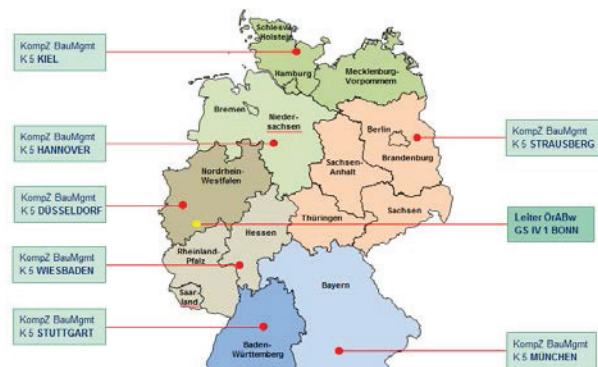 KompZ BauMgmt
K 5 KIEL
KompZ BauMgmt
K 5 HANNOVER
KompZ BauMgmt
K 5 DÜSSELDORF
KompZ BauMgmt
K 5 WIESBADEN
KompZ BauMgmt
K 5 STUTTGART
Schleswig-
Holstein
Hamburg
Mecklenburg-
Vorpommern
Bremen
Nieder-
sachsen
Berlin
Brandenburg
Sachsen-
Anhalt
Nordrhein-
Westfalen
Thüringen
Sachsen
Hessen
Rheinland-
Pfalz
Saar-
land
Bayern
Baden-
Württemberg
KompZ BauMgmt
K 5 STRAUSBERG
Leiter ÖrABw
GS IV 1 BONN
KompZ BauMgmt
K 5 MÜNCHEN